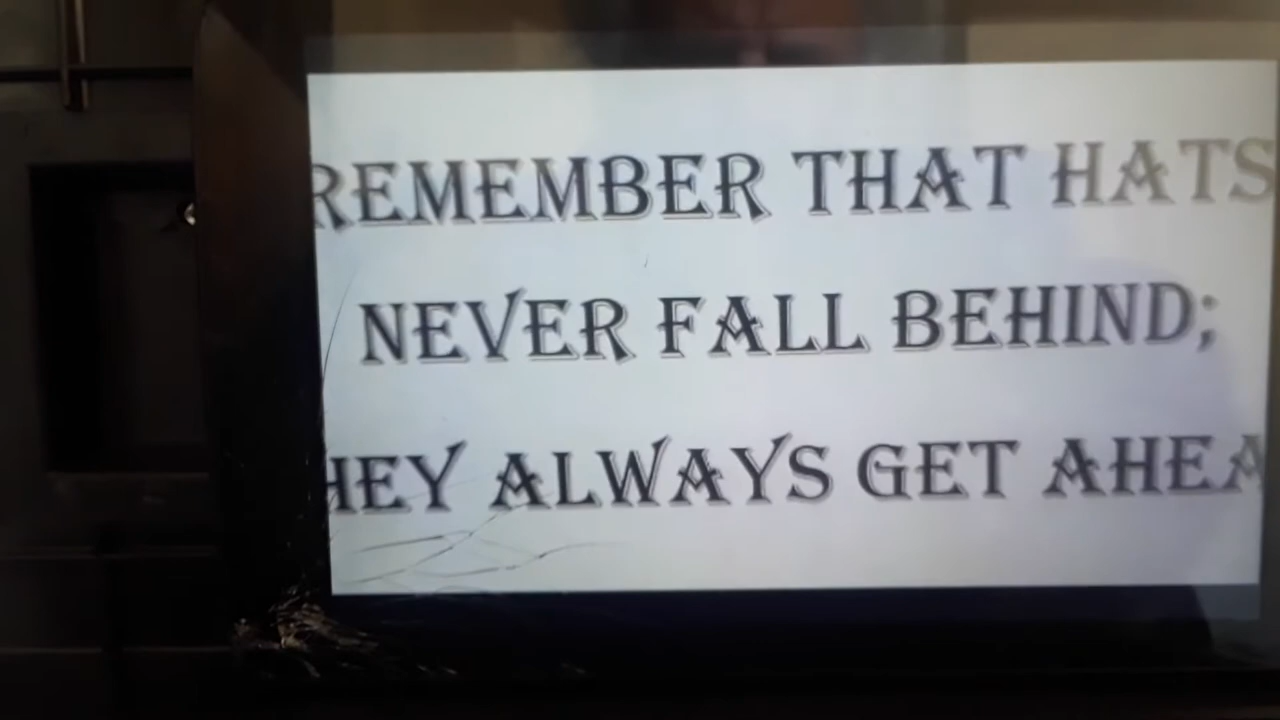 REMEMBER THAT HATS
NEVER FALL BEHIND;
HEY ALWAYS GET AHEA